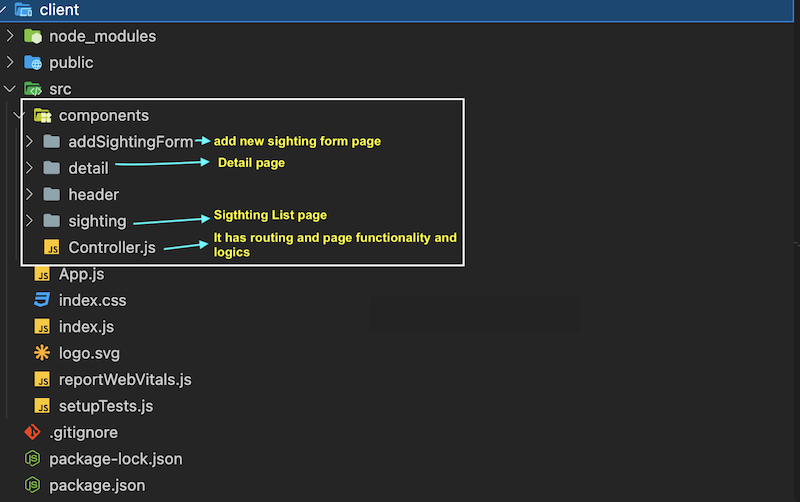 client
node_modules
public
src
components
addSightingForm add new sighting form page
detail Detail page
header
sighting Sigthting List page
Controller.js It has routing and page functionality and
logics
App.js
index.css
index.js
logo.svg
reportWebVitals.js
setupTests.js
.gitignore
package-lock.json
package.json